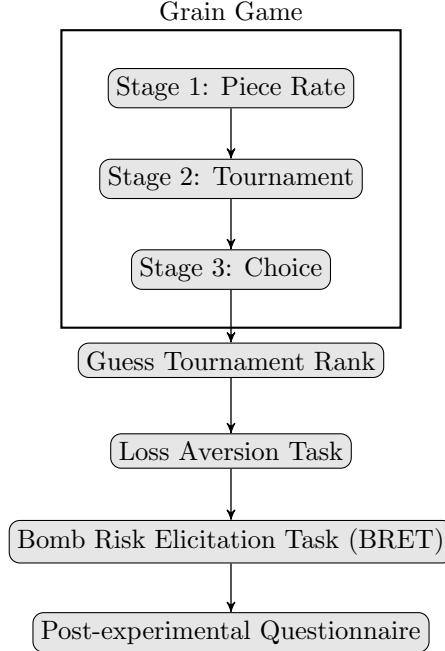 Grain Game
Stage 1: Piece Rate
Stage 2: Tournament
Stage 3: Choice
Guess Tournament Rank
Loss Aversion Task
Bomb Risk Elicitation Task (BRET)
Post-experimental Questionnaire